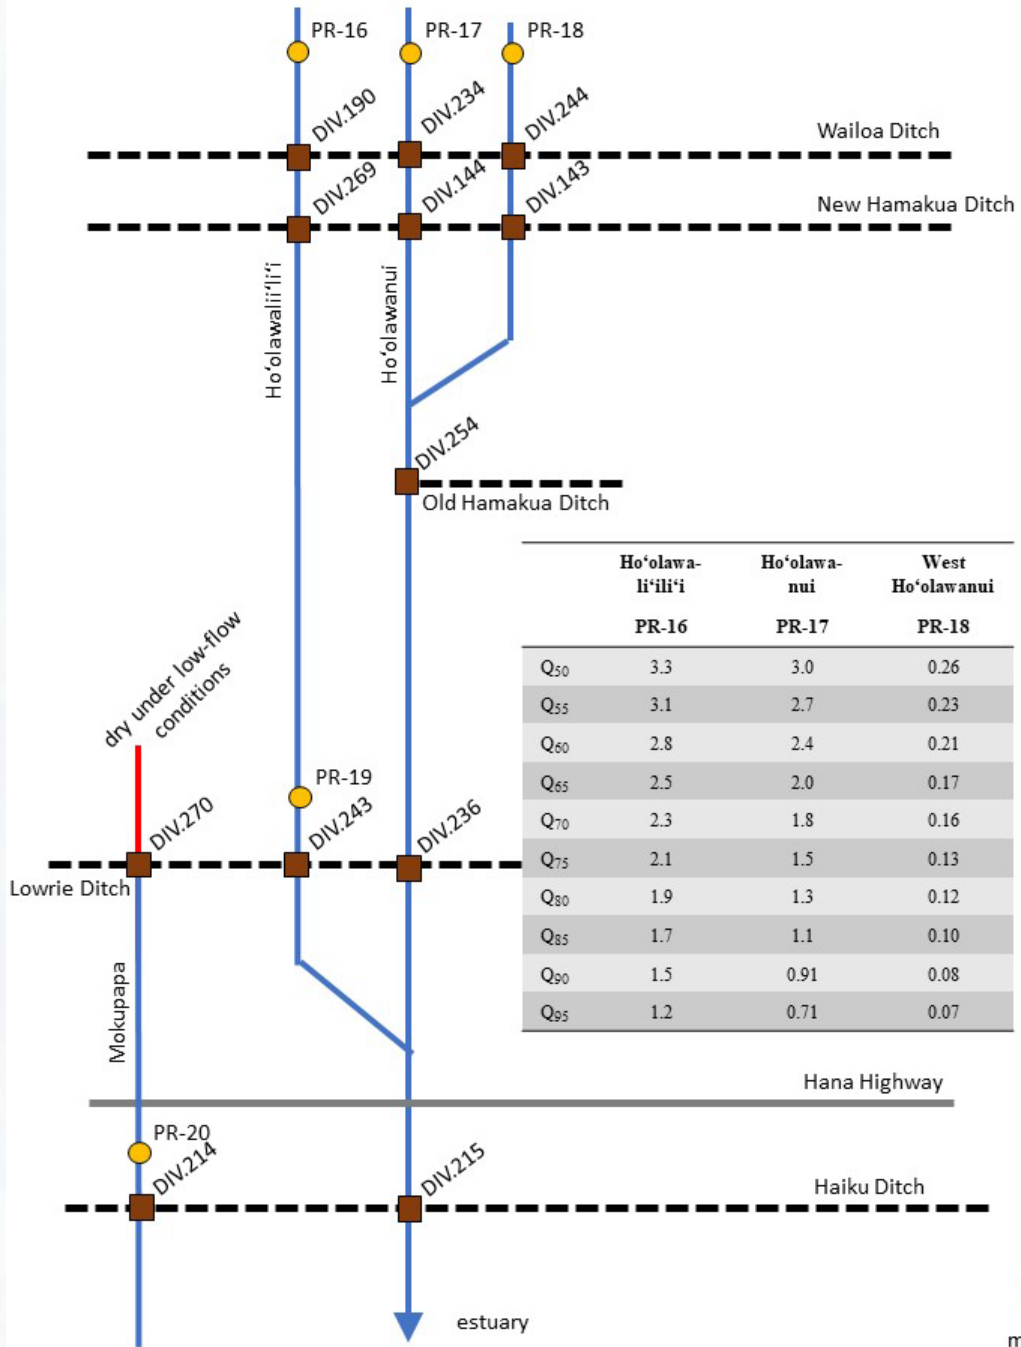 PR-16
PR-17
PR-18
DIV.190
DIV.234
DIV.244
Wailoa Ditch
DIV.269
DIV.144
DIV.143
New Hamakua Ditch
Hoʻolawaliiʻliʻi
Hoʻolawanui
DIV.254
Old Hamakua Ditch
Hoʻolawa-
liʻiliʻi
Hoʻolawa-
nui
West
Hoʻolawanui
PR-16 PR-17 PR-18
Q50 3.3 3.0 0.26
Q55 3.1 2.7 0.23
Q60 2.8 2.4 0.21
Q65 2.5 2.0 0.17
Q70 2.3 1.8 0.16
Q75 2.1 1.5 0.13
Q80 1.9 1.3 0.12
Q85 1.7 1.1 0.10
Q90 1.5 0.91 0.08
Q95 1.2 0.71 0.07
dry under low-flow
conditions
PR-19
DIV.270
DIV.243
DIV.236
Lowrie Ditch
Mokupapa
Hana Highway
PR-20
DIV.214
DIV.215
Haiku Ditch
estuary
m